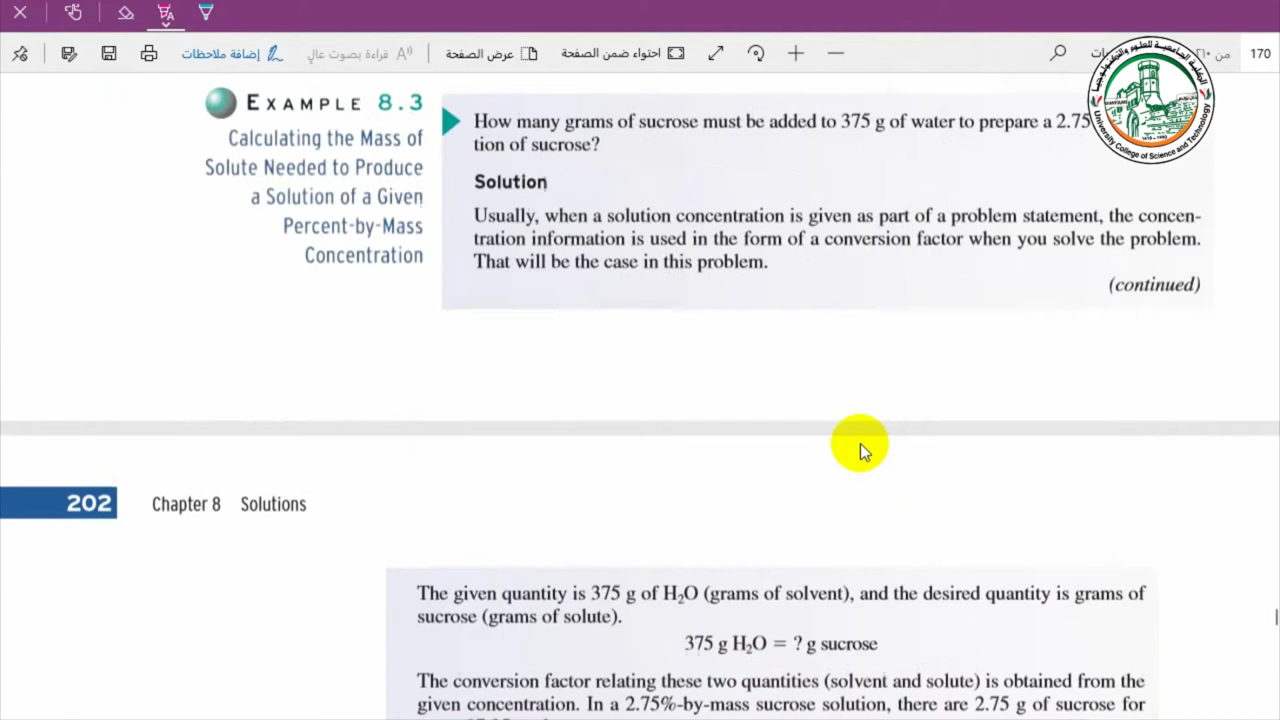 إضافة ملاحظات
قراءة بصوت عالٍ
عرض الصفحة
احتواء ضمن الصفحة
170
EXAMPLE 8.3
Calculating the Mass of
Solute Needed to Produce
a Solution of a Given
Percent-by-Mass
Concentration
How many grams of sucrose must be added to 375 g of water to prepare a 2.75
tion of sucrose?
Solution
Usually, when a solution concentration is given as part of a problem statement, the concen-
tration information is used in the form of a conversion factor when you solve the problem.
That will be the case in this problem.
(continued)
University College of Science and Technology
202 Chapter 8 Solutions
The given quantity is 375 g of H₂O (grams of solvent), and the desired quantity is grams of
sucrose (grams of solute).
375 g H₂O = ? g sucrose
The conversion factor relating these two quantities (solvent and solute) is obtained from the
given concentration. In a 2.75%-by-mass sucrose solution, there are 2.75 g of sucrose for